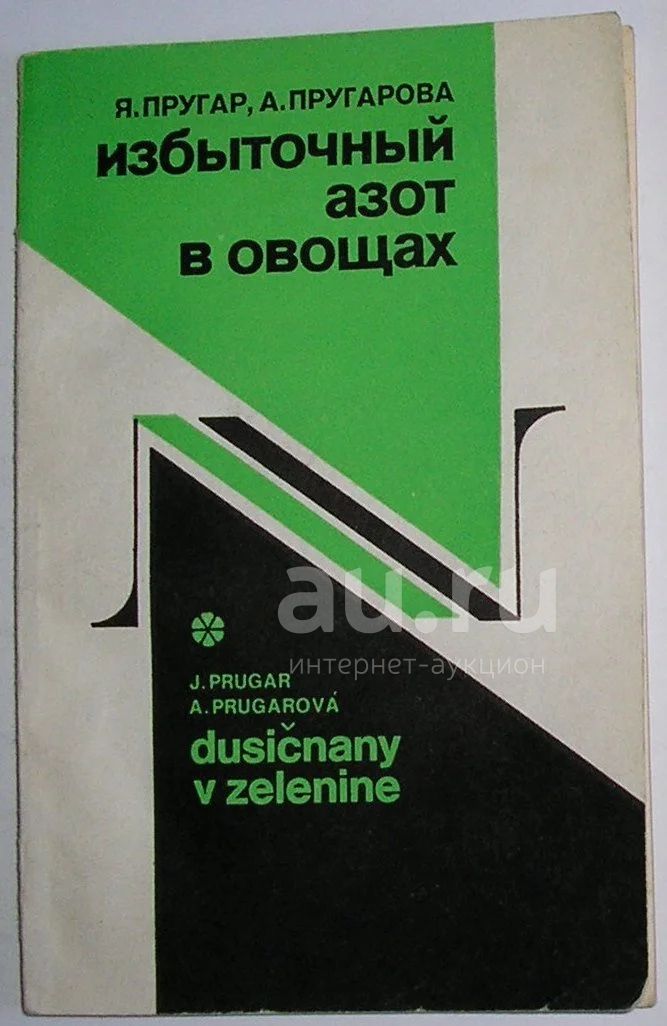 Я.ПРУГАР, А.ПРУГАРОВА
избыточный
азот
в овощах
au.ru
интернет-аукцион
J. PRUGAR
A. PRUGAROVÁ
dusičnany
v zelenine